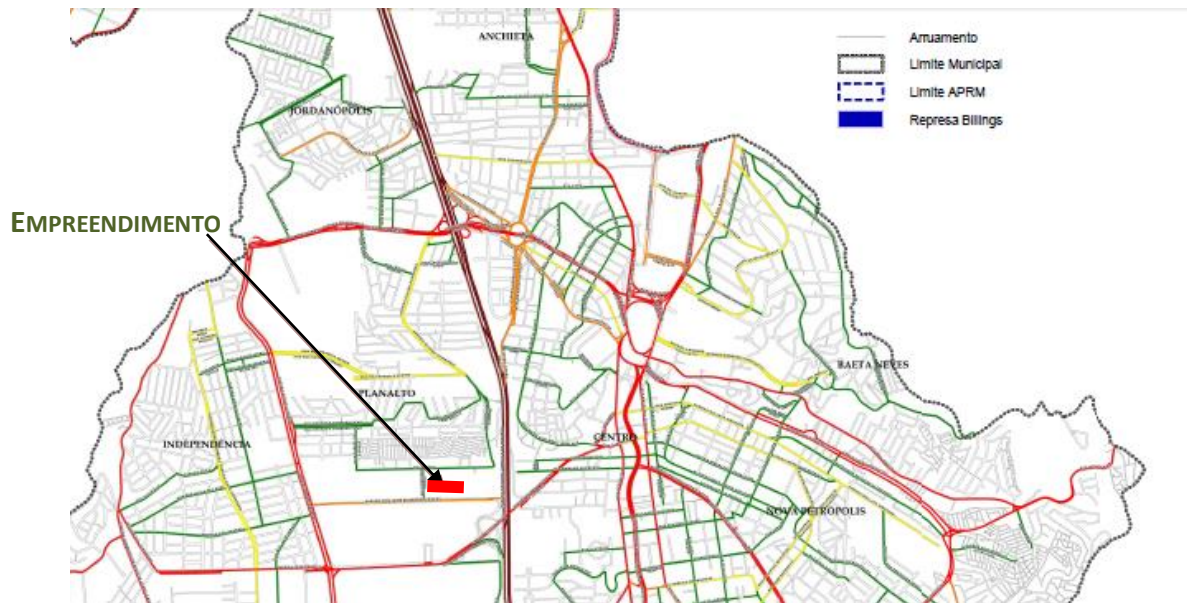 ANCHIETA
Arruamento
Limite Municipal
Limite APRM
JORDANÓPOLIS
Represa Billings
EMPREENDIMENTO
BAETA NEVES
PLANALTO
INDEPENDÊNCIA
CENTRO
NOVA PETRÓPOLIS